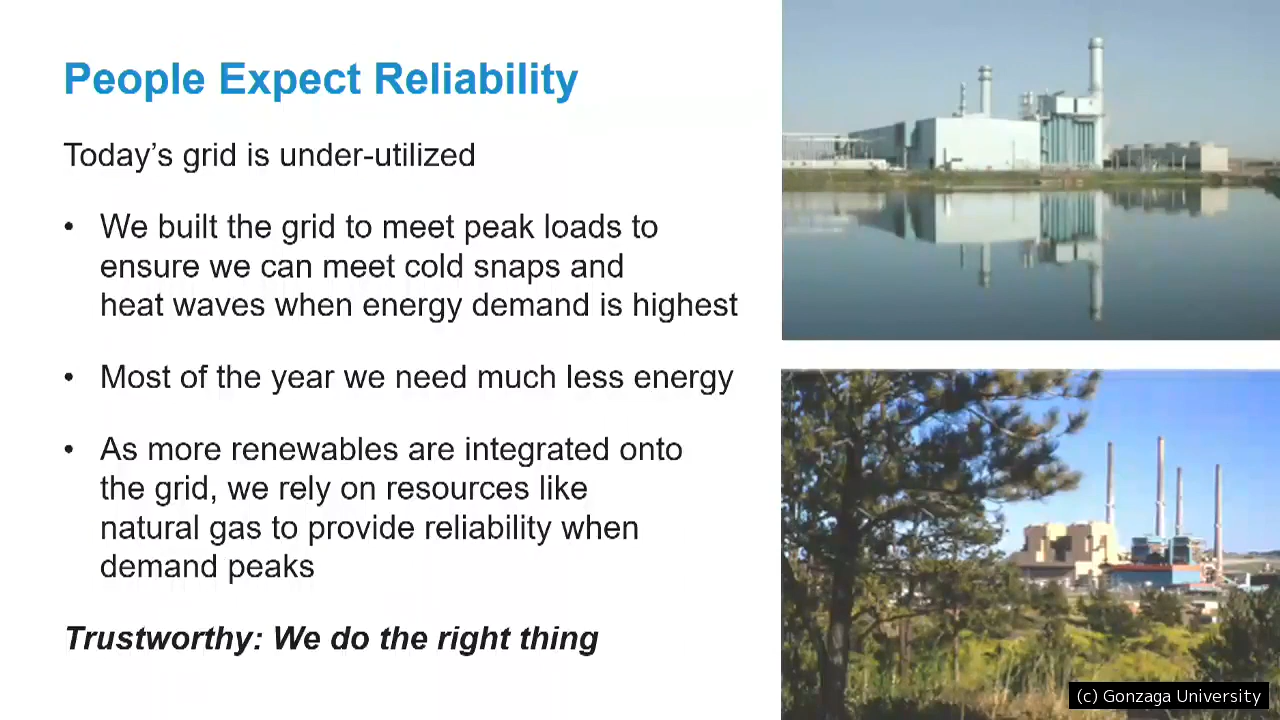 People Expect Reliability
Today’s grid is under-utilized
• We built the grid to meet peak loads to
ensure we can meet cold snaps and
heat waves when energy demand is highest
• Most of the year we need much less energy
• As more renewables are integrated onto
the grid, we rely on resources like
natural gas to provide reliability when
demand peaks
Trustworthy: We do the right thing
(c) Gonzaga University